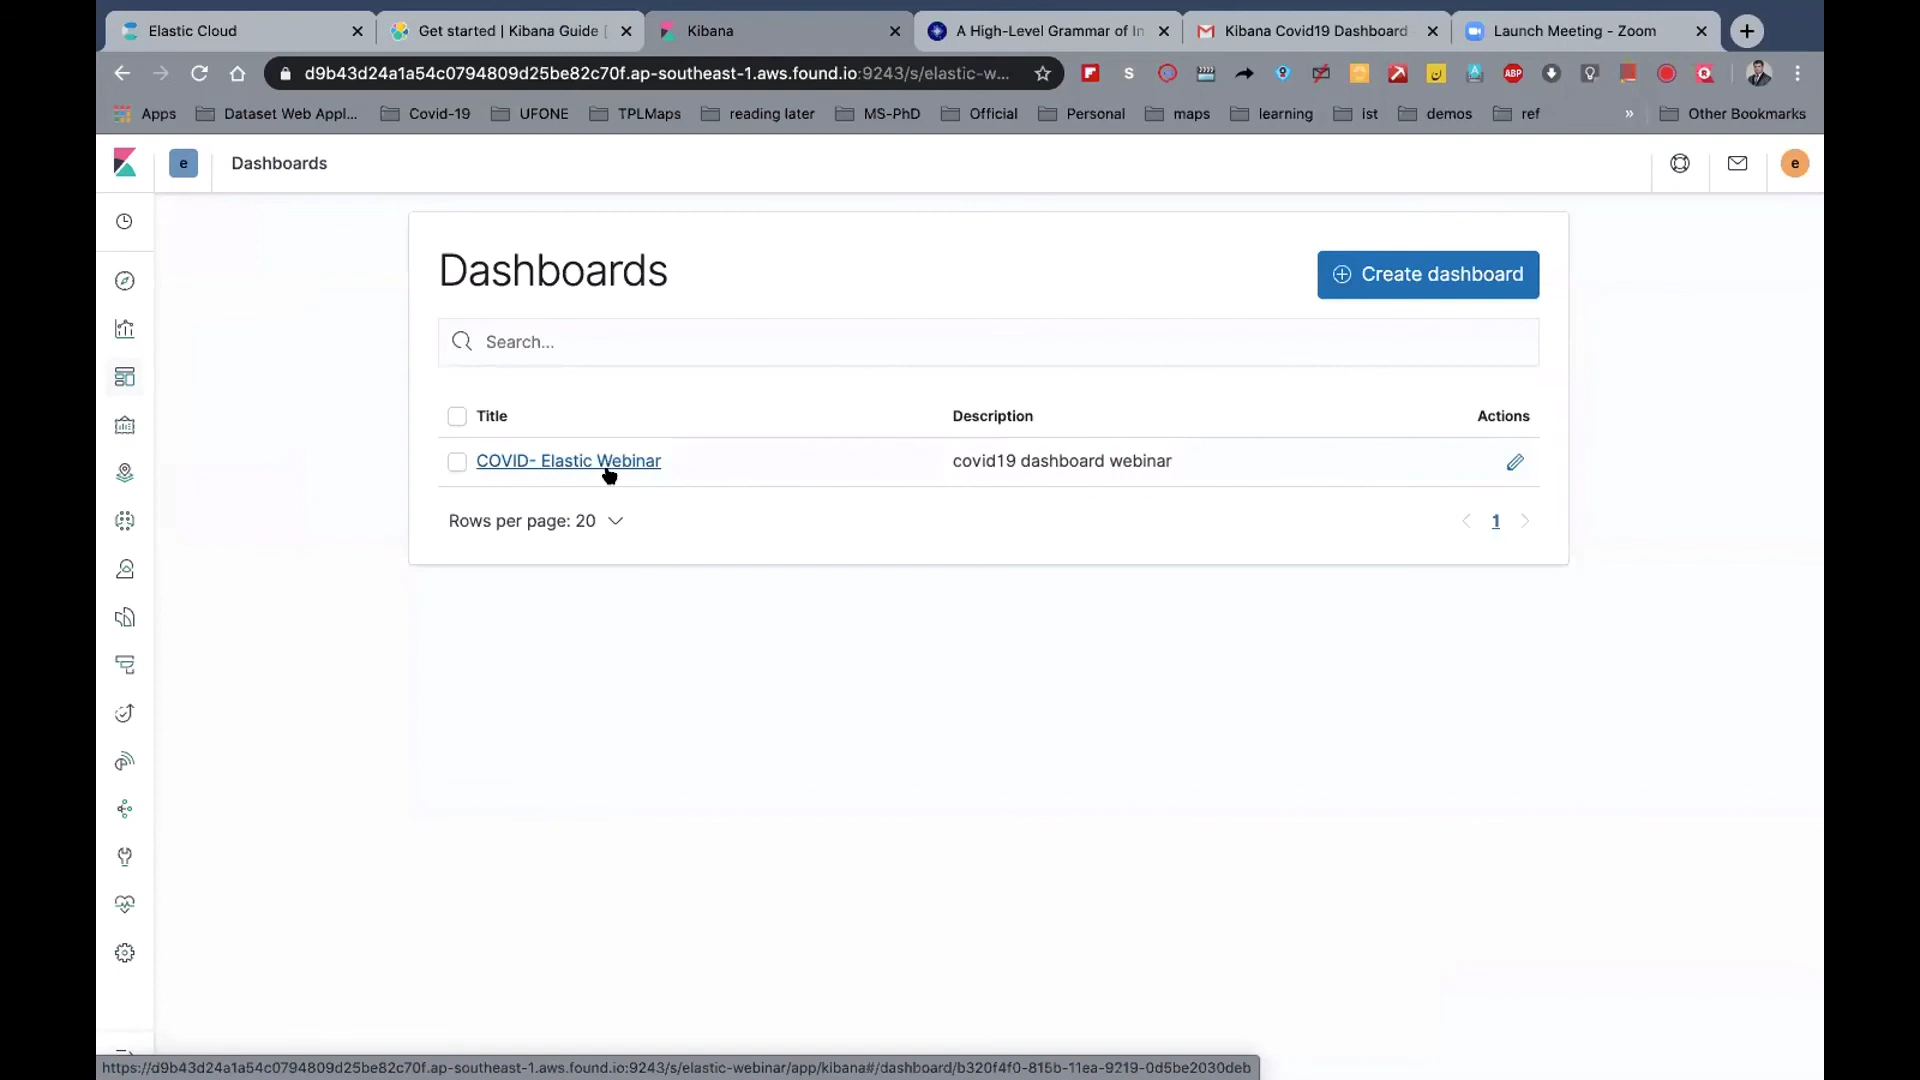 Elastic Cloud
Get started | Kibana Guide [
Kibana
A High-Level Grammar of In
Kibana Covid19 Dashboard
Launch Meeting - Zoom
d9b43d24a1a54c0794809d25be82c70f.ap-southeast-1.aws.found.io:9243/s/elastic-w...
S
ABP
Apps
Dataset Web Appl...
Covid-19
UFONE
TPLMaps
reading later
MS-PhD
Official
Personal
maps
learning
ist
demos
ref
»
Other Bookmarks
e
Dashboards
e
Dashboards
Create dashboard
Search...
Title
Description
Actions
COVID- Elastic Webinar
covid19 dashboard webinar
Rows per page: 20
1
https://d9b43d24a1a54c0794809d25be82c70f.ap-southeast-1.aws.found.io:9243/s/elastic-webinar/app/kibana#/dashboard/b320f4f0-815b-11ea-9219-0d5be2030deb